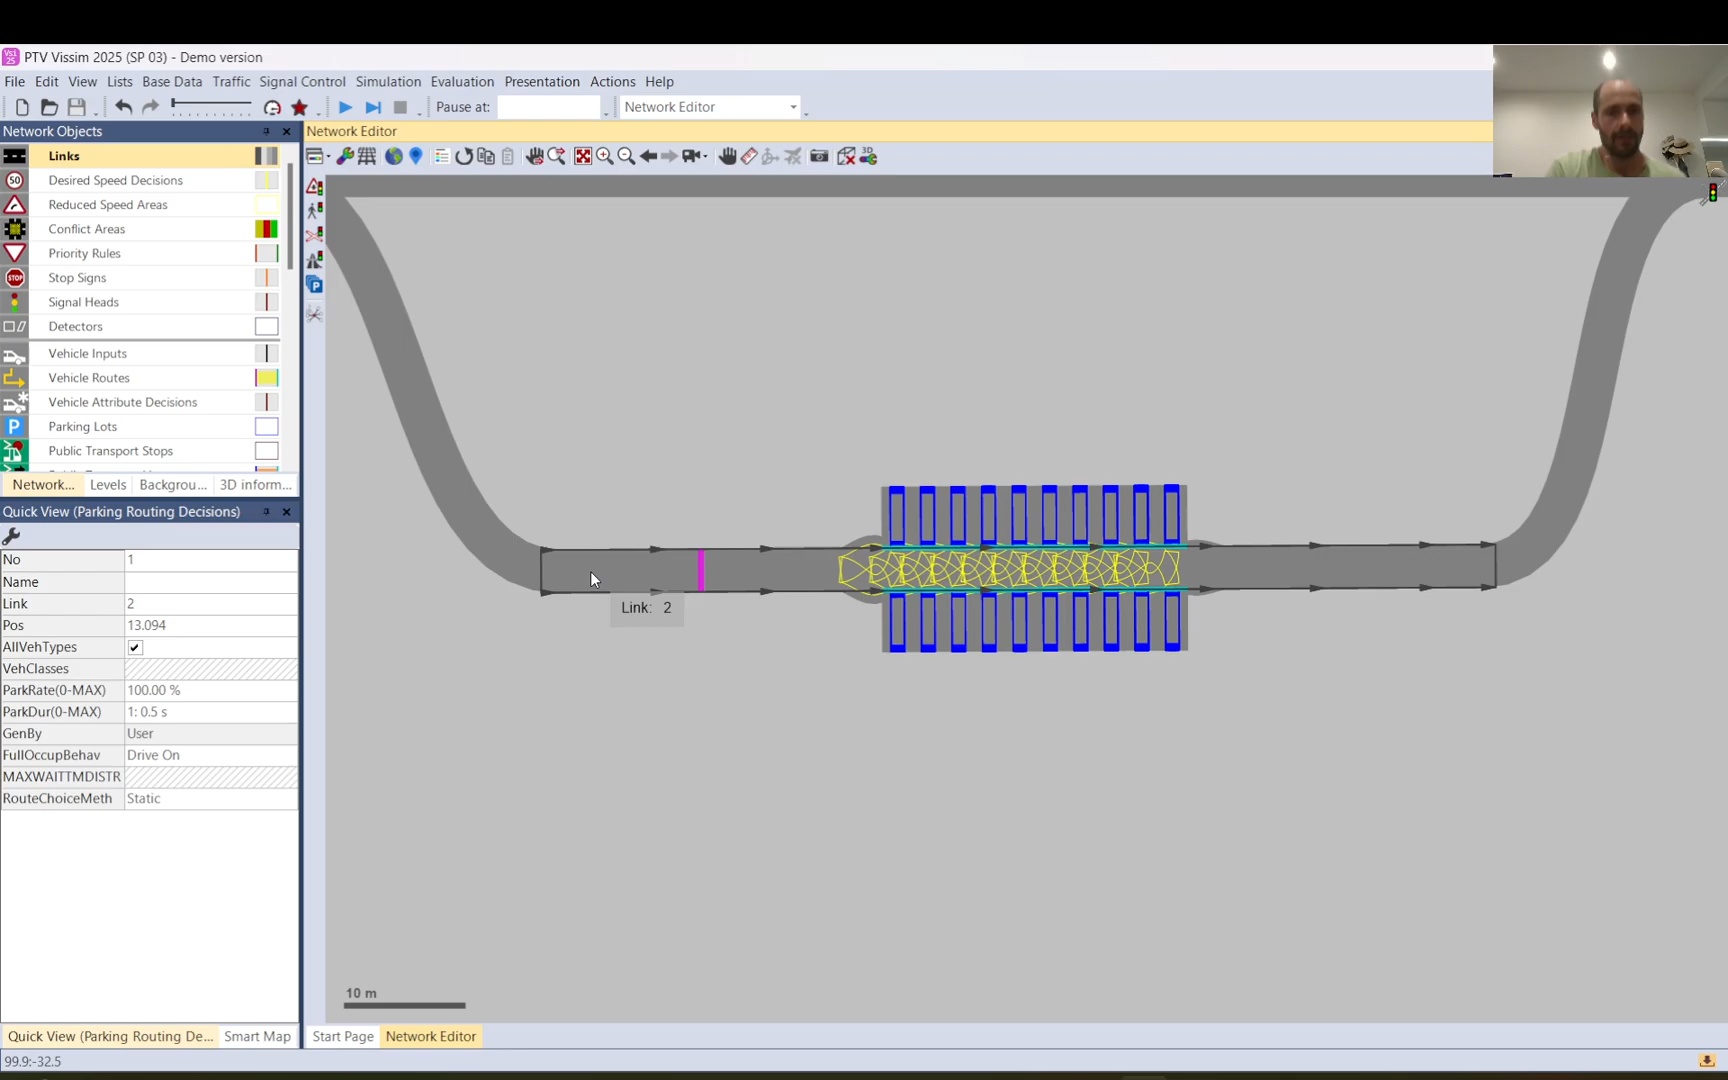 PTV Vissim 2025 (SP 03) - Demo version
File Edit View Lists Base Data Traffic Signal Control Simulation Evaluation Presentation Actions Help
Pause at: Network Editor
Network Objects
Network Editor
Links
Desired Speed Decisions
Reduced Speed Areas
Conflict Areas
Priority Rules
Stop Signs
Signal Heads
Detectors
Vehicle Inputs
Vehicle Routes
Vehicle Attribute Decisions
Parking Lots
Public Transport Stops
Network... Levels Backgrou... 3D inform...
Quick View (Parking Routing Decisions)
No 1
Name
Link 2
Pos 13.094
AllVehTypes
VehClasses
ParkRate(0-MAX) 100.00 %
ParkDur(0-MAX) 1: 0.5 s
GenBy User
FullOccupBehav Drive On
MAXWAITTMDISTR
RouteChoiceMeth Static
Link: 2
10 m
Quick View (Parking Routing De... Smart Map
Start Page Network Editor
99.9:-32.5